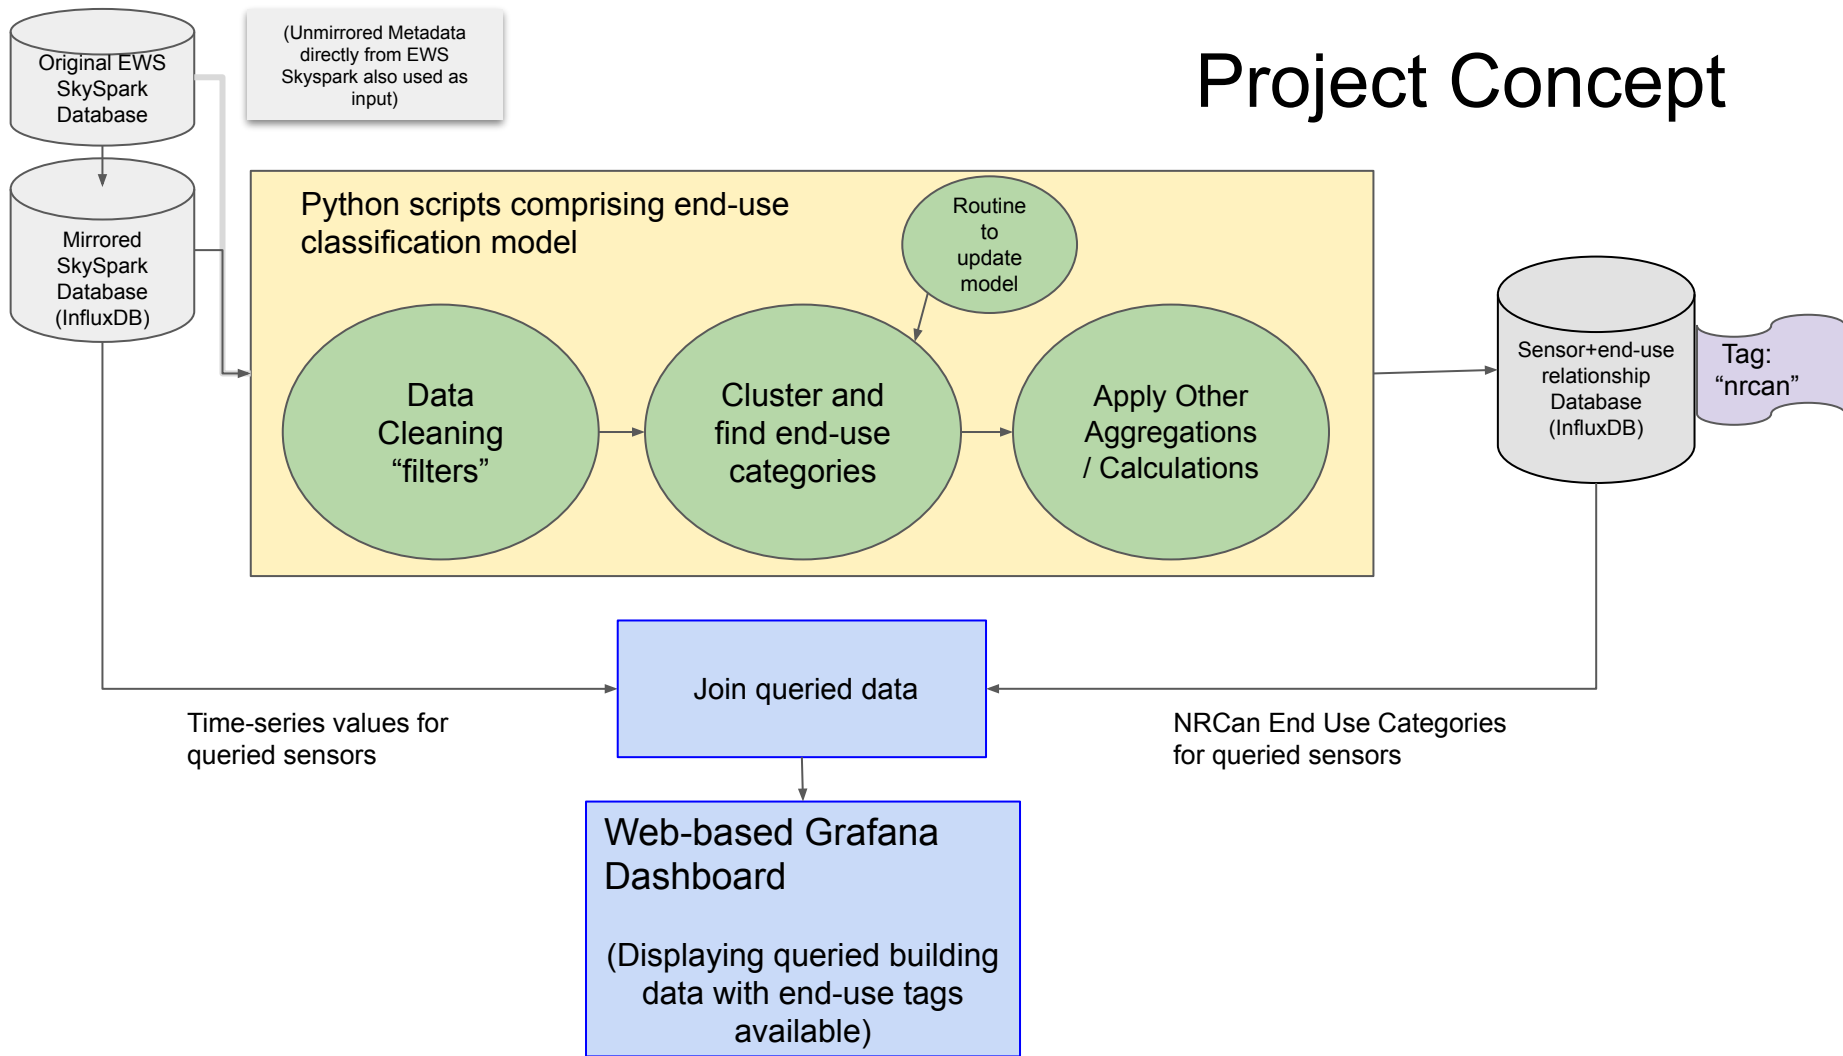 Original EWS
SkySpark
Database
(Unmirrored Metadata
directly from EWS
Skyspark also used as
input)
Project Concept
Mirrored
SkySpark
Database
(InfluxDB)
Python scripts comprising end-use
classification model
Routine
to
update
model
Data
Cleaning
“filters”
Cluster and
find end-use
categories
Apply Other
Aggregations
/ Calculations
Sensor+end-use
relationship
Database
(InfluxDB)
Tag:
“nrcan”
Join queried data
Time-series values for
queried sensors
NRCan End Use Categories
for queried sensors
Web-based Grafana
Dashboard
(Displaying queried building
data with end-use tags
available)